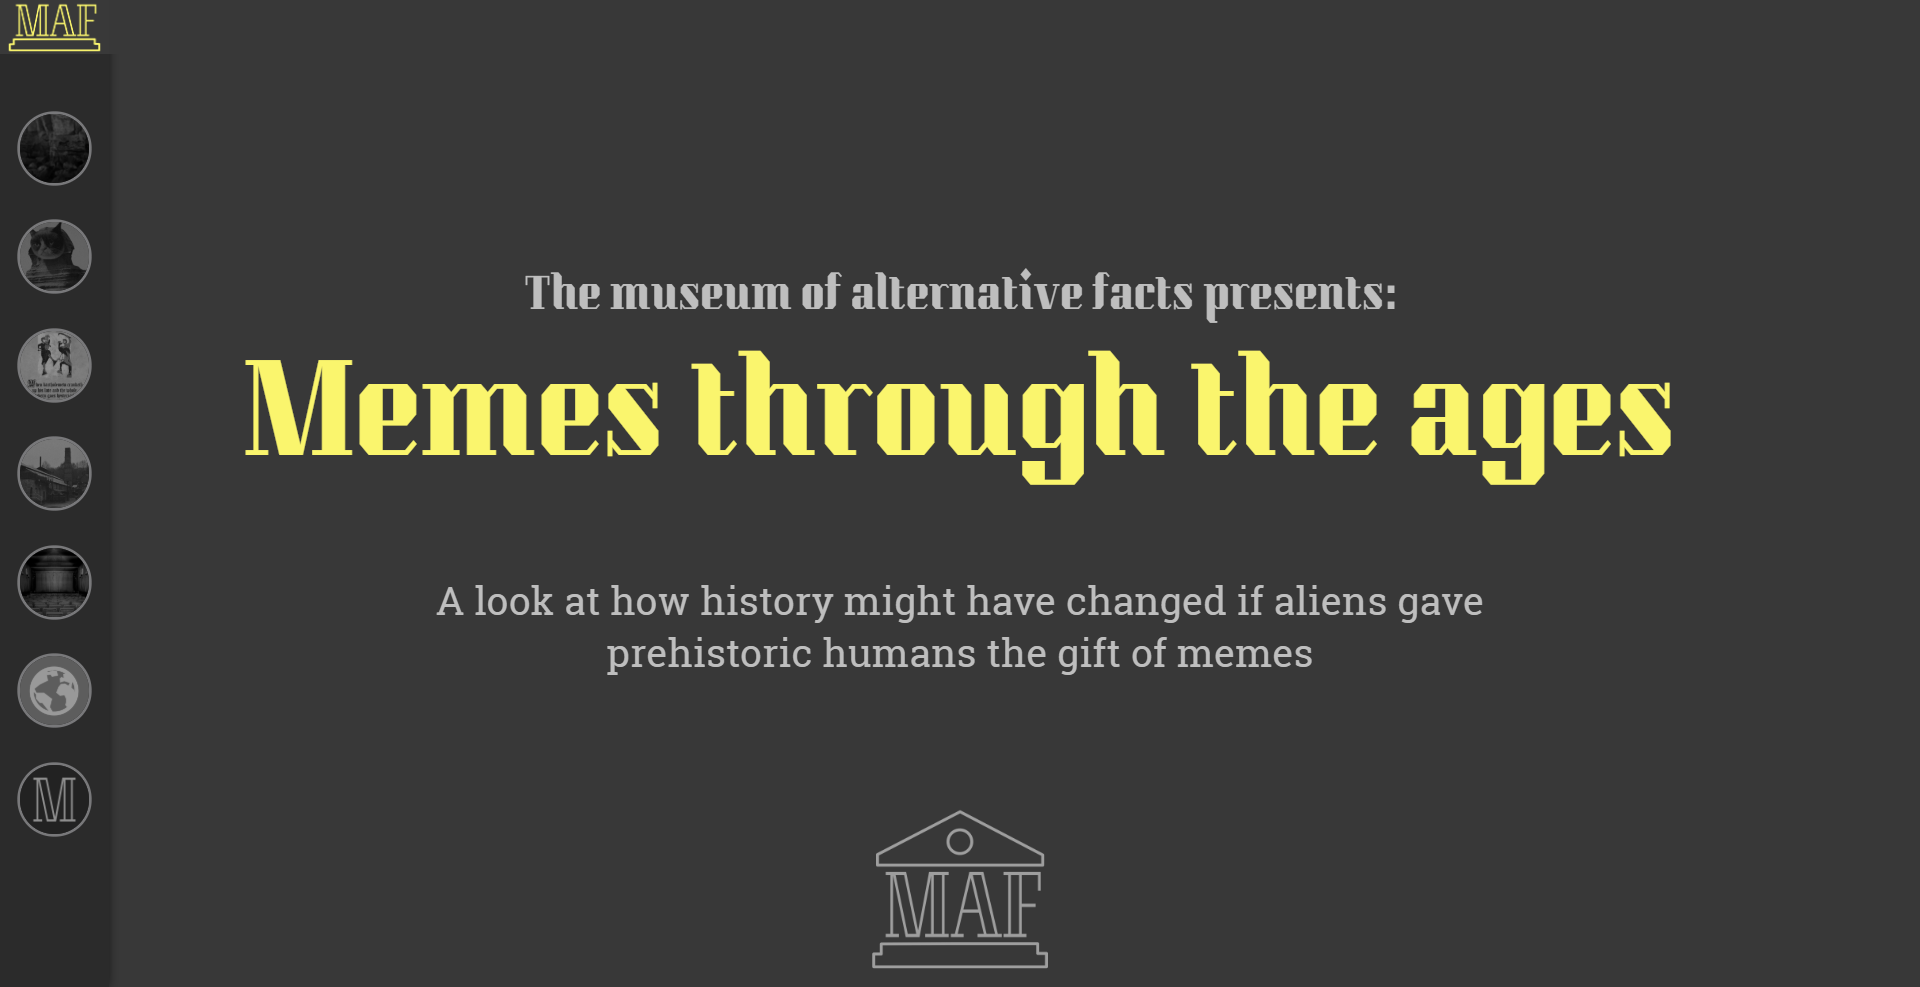 MAF
The museum of alternative facts presents:
Memes through the ages
A look at how history might have changed if aliens gave
prehistoric humans the gift of memes
M
MAF